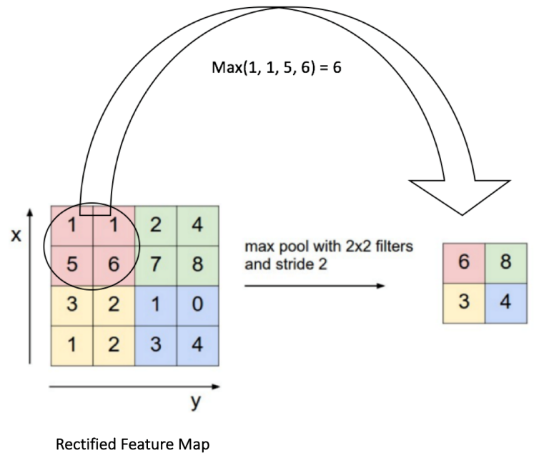 Max(1, 1, 5, 6) = 6
x
1 1 2 4
5 6 7 8
3 2 1 0
1 2 3 4
max pool with 2x2 filters
and stride 2
6 8
3 4
y
Rectified Feature Map